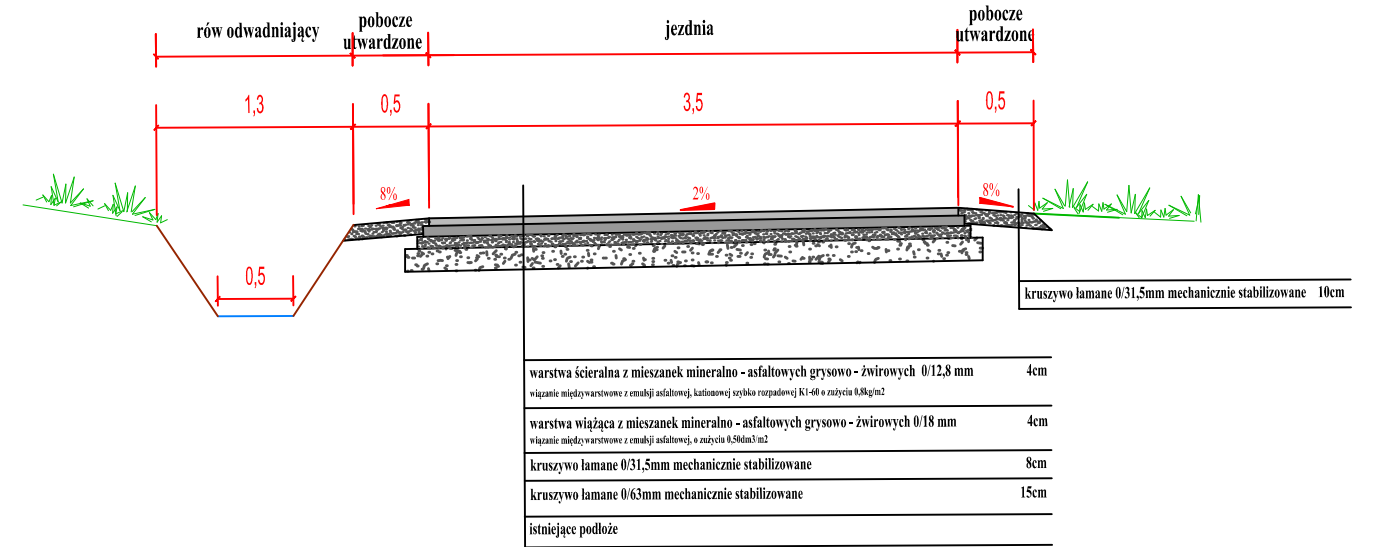 rów odwadniający
pobocze
utwardzone
jezdnia
pobocze
utwardzone
1,3
0,5
3,5
0,5
8%
2%
8%
0,5
kruszywo łamane 0/31,5mm mechanicznie stabilizowane 10cm
warstwa ścieralna z mieszanek mineralno - asfaltowych grysowo - żwirowych 0/12,8 mm 4cm
wiązanie międzywarstwowe z emulsji asfaltowej, kationowej szybko rozpadowej K1-60 o zużyciu 0,8kg/m2
warstwa wiążąca z mieszanek mineralno - asfaltowych grysowo - żwirowych 0/18 mm 4cm
wiązanie międzywarstwowe z emulsji asfaltowej, o zużyciu 0,50dm3/m2
kruszywo łamane 0/31,5mm mechanicznie stabilizowane 8cm
kruszywo łamane 0/63mm mechanicznie stabilizowane 15cm
istniejące podłoże